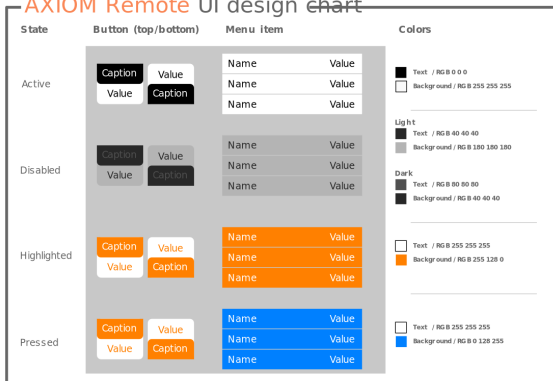 AXIOM Remote UI design chart
State Button (top/bottom) Menu item Colors
Active
Caption Value
Value Caption
Name Value
Name Value
Name Value
Text / RGB 0 0 0
Background / RGB 255 255 255
Disabled
Caption Value
Value Caption
Name Value
Name Value
Name Value
Light
Text / RGB 40 40 40
Background / RGB 180 180 180
Dark
Text / RGB 80 80 80
Background / RGB 40 40 40
Highlighted
Caption Value
Value Caption
Name Value
Name Value
Name Value
Text / RGB 255 255 255
Background / RGB 255 128 0
Pressed
Caption Value
Value Caption
Name Value
Name Value
Name Value
Text / RGB 255 255 255
Background / RGB 0 128 255